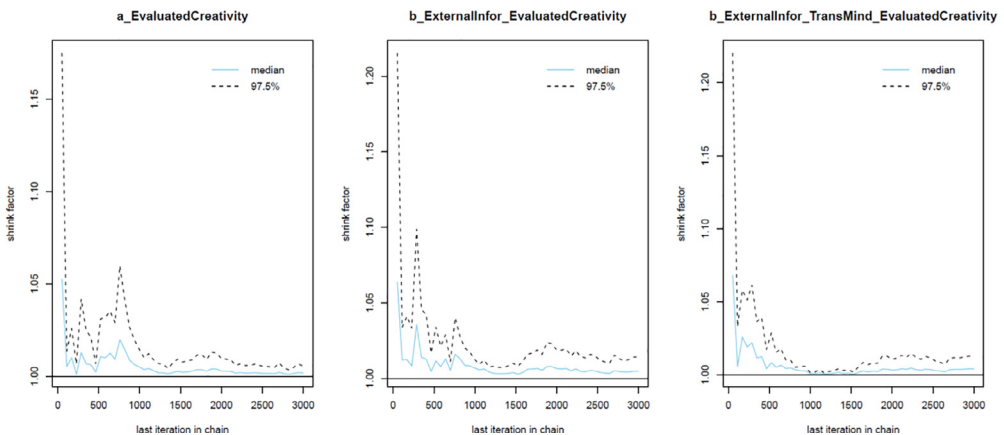 a_EvaluatedCreativity
shrink factor
1.00 1.05 1.10 1.15
median
97.5%
0 500 1000 1500 2000 2500 3000
last iteration in chain
b_ExternalInfor_EvaluatedCreativity
shrink factor
1.00 1.05 1.10 1.15 1.20
median
97.5%
0 500 1000 1500 2000 2500 3000
last iteration in chain
b_ExternalInfor_TransMind_EvaluatedCreativity
shrink factor
1.00 1.05 1.10 1.15 1.20
median
97.5%
0 500 1000 1500 2000 2500 3000
last iteration in chain